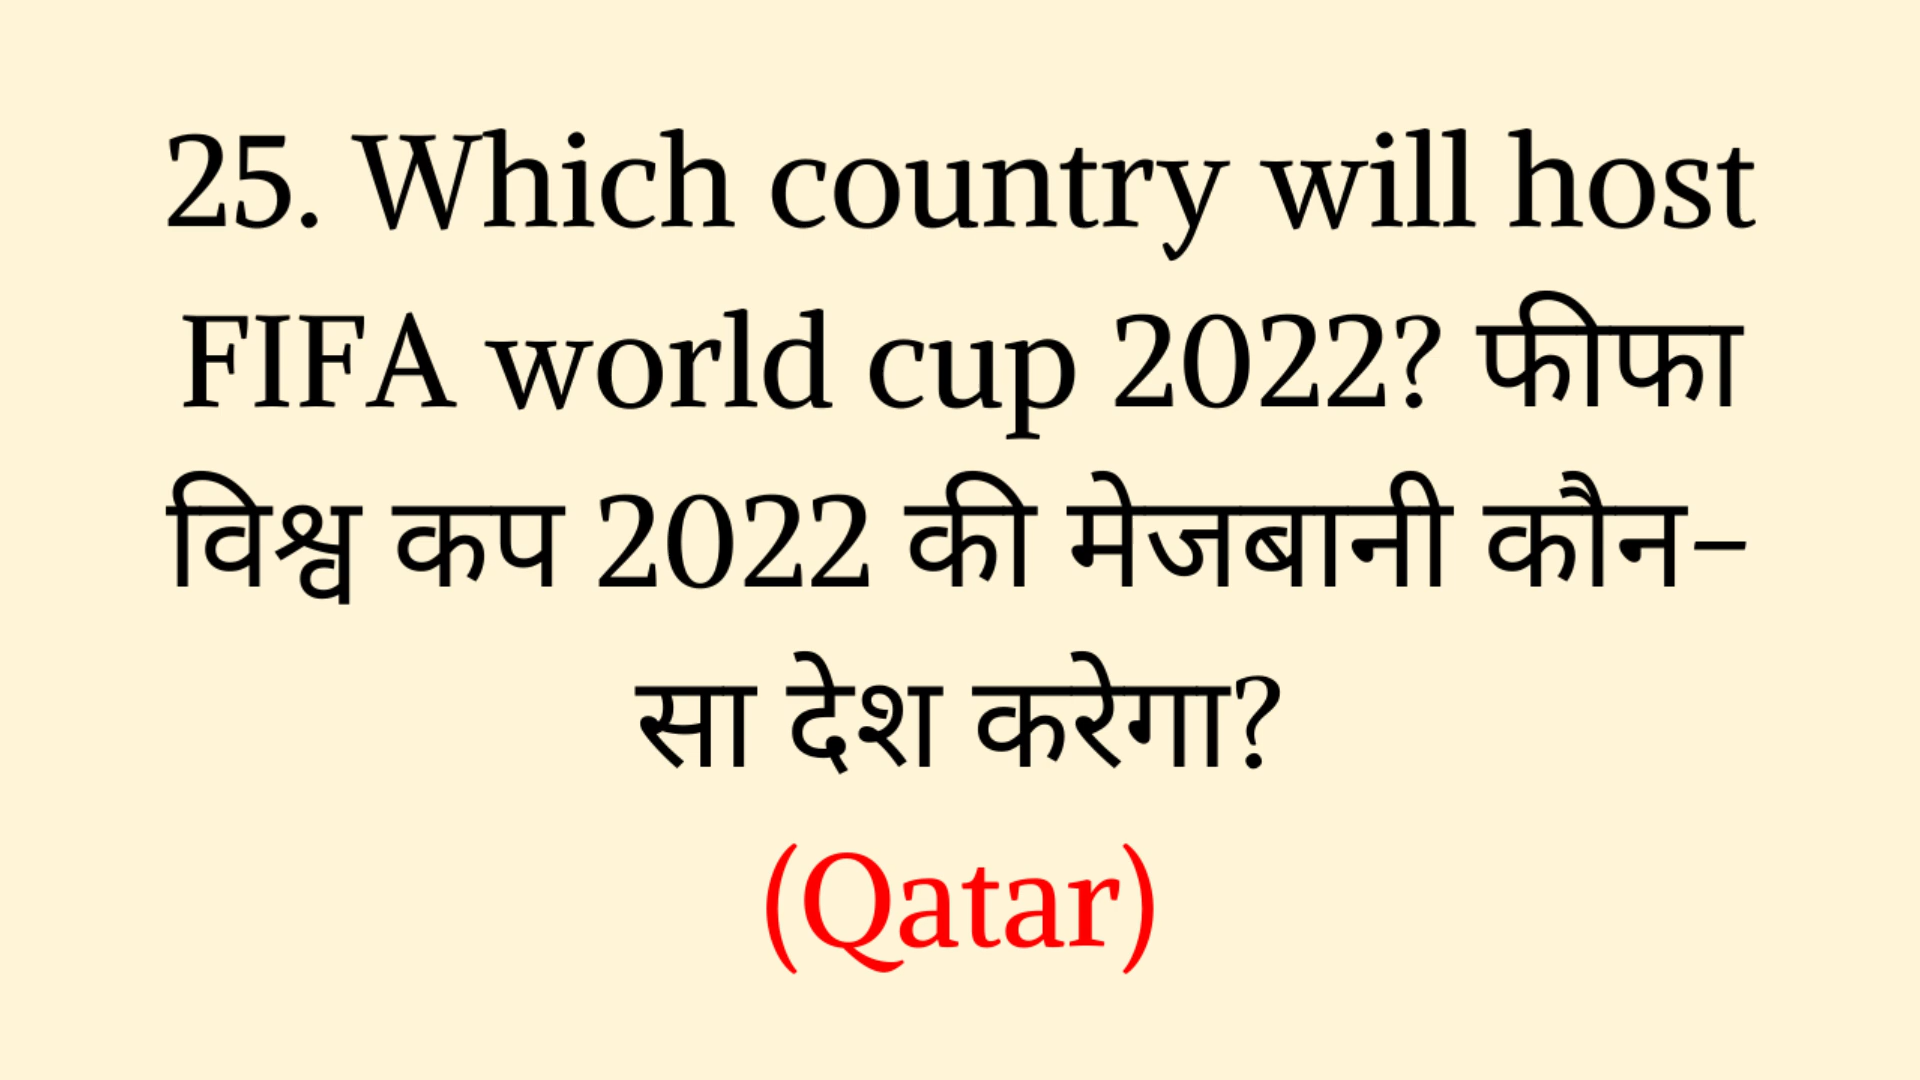 25. Which country will host
FIFA world cup 2022? फीफा
विश्व कप 2022 की मेजबानी कौन-
सा देश करेगा?
(Qatar)